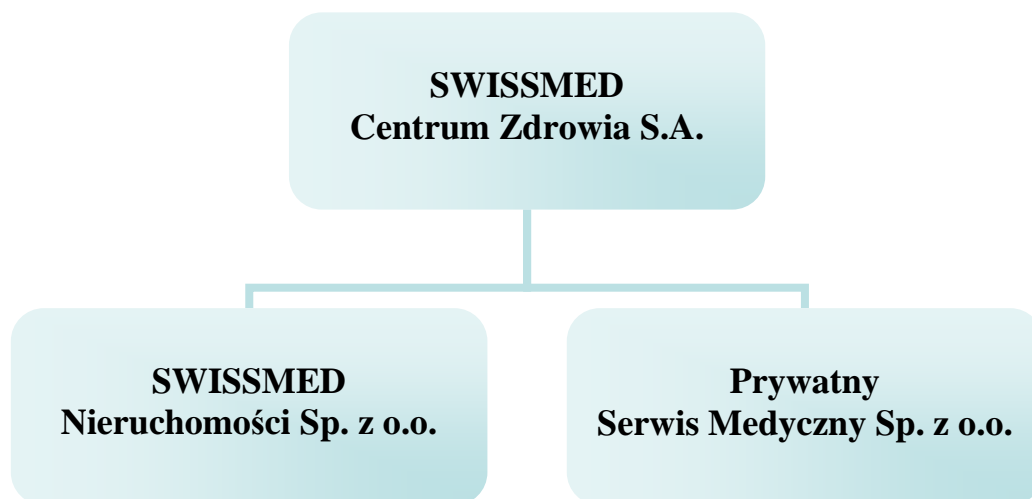 SWISSMED
Centrum Zdrowia S.A.
SWISSMED
Nieruchomości Sp. z o.o.
Prywatny
Serwis Medyczny Sp. z o.o.